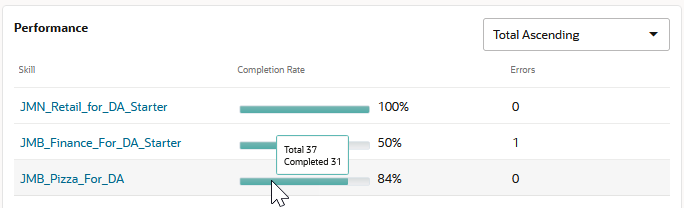 Performance
Total Ascending
Skill Completion Rate Errors
JMN_Retail_for_DA_Starter 100% 0
JMB_Finance_For_DA_Starter 50% 1
Total 37
Completed 31
JMB_Pizza_For_DA 84% 0